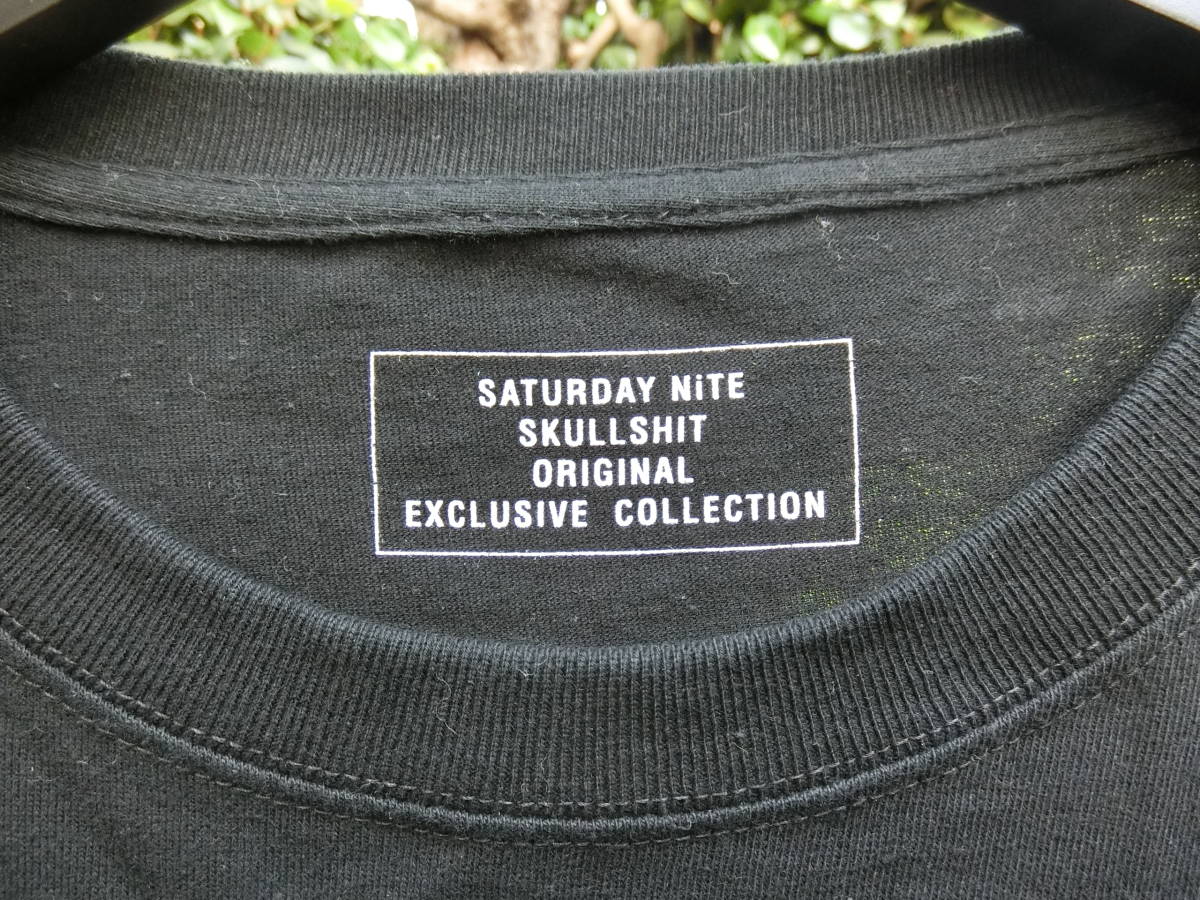 SATURDAY NiTE
SKULLSHIT
ORIGINAL
EXCLUSIVE COLLECTION